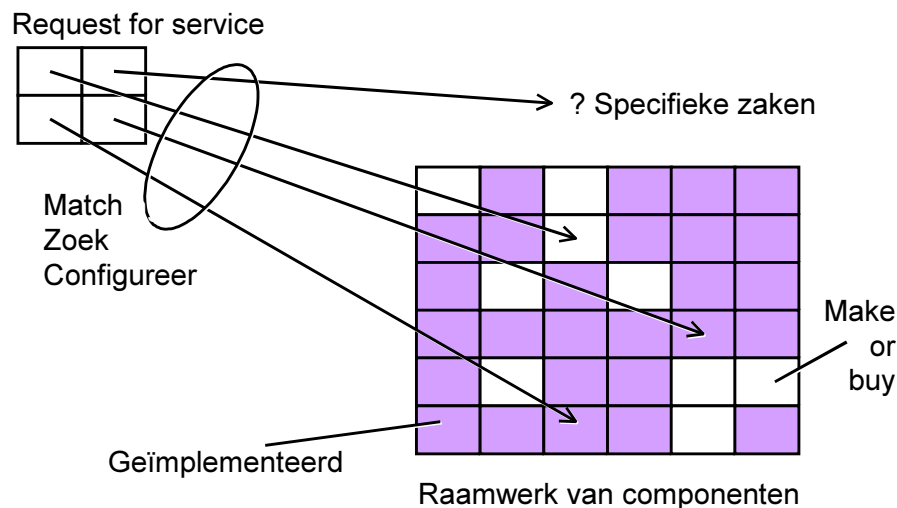 Request for service
? Specifieke zaken
Match
Zoek
Configureer
Make
or
buy
Geïmplementeerd
Raamwerk van componenten